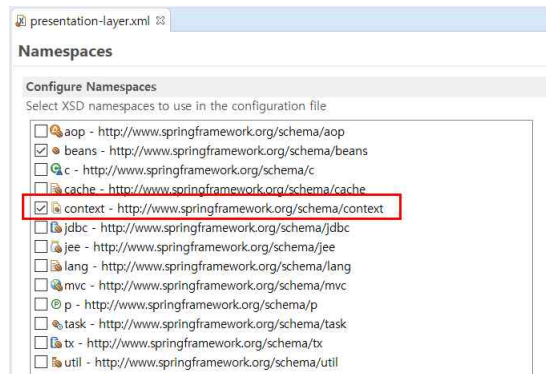 presentation-layer.xml
Namespaces
Configure Namespaces
Select XSD namespaces to use in the configuration file
aop - http://www.springframework.org/schema/aop
beans - http://www.springframework.org/schema/beans
c - http://www.springframework.org/schema/c
cache - http://www.springframework.org/schema/cache
context - http://www.springframework.org/schema/context
jdbc - http://www.springframework.org/schema/jdbc
jee - http://www.springframework.org/schema/jee
lang - http://www.springframework.org/schema/lang
mvc - http://www.springframework.org/schema/mvc
p - http://www.springframework.org/schema/p
task - http://www.springframework.org/schema/task
tx - http://www.springframework.org/schema/tx
util - http://www.springframework.org/schema/util